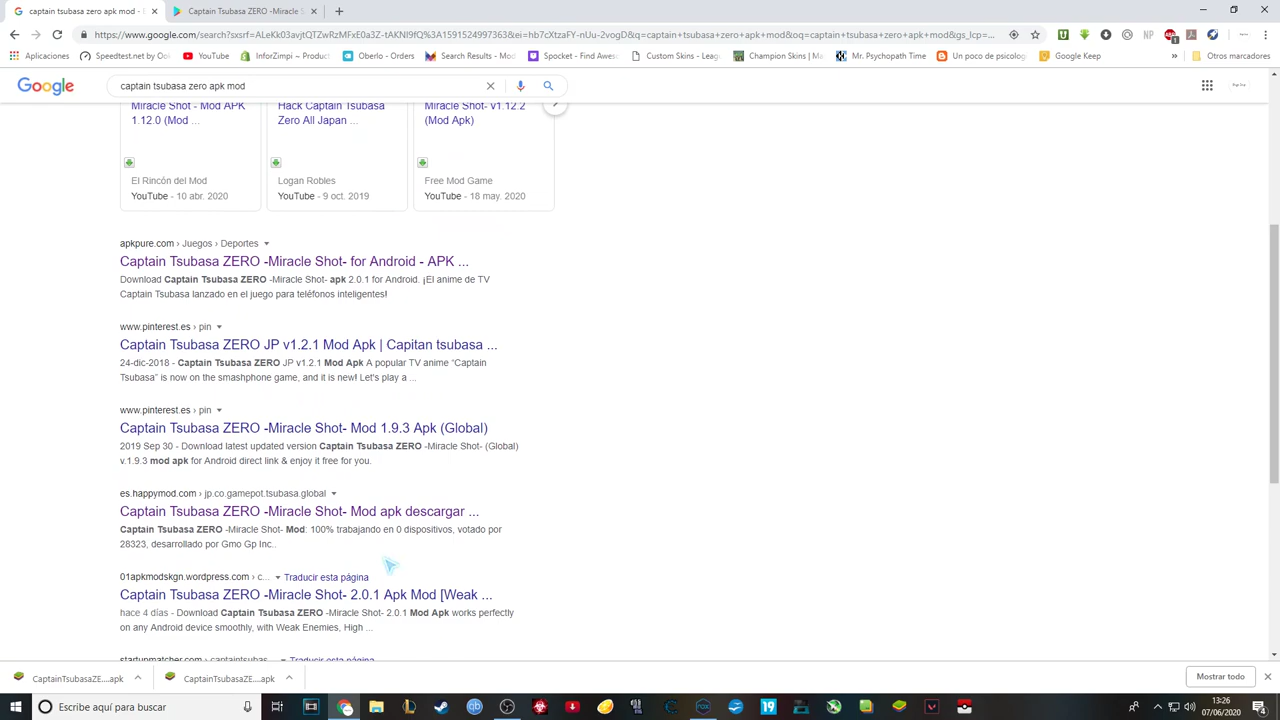 captain tsubasa zero apk mod - B
Captain Tsubasa ZERO -Miracle S
https://www.google.com/search?sxsrf=ALeKk03avjtQTZwRzMFxE0a3Z-tAKNI9fQ%3A1591524997363&ei=hb7cXtzaFY-nUu-2vogD&q=captain+tsubasa+zero+apk+mod&oq=captain+tsubasa+zero+apk+mod&gs_lcp=...
Aplicaciones Speedtest.net by Ook YouTube InforZimpi | Product Oberlo - Orders Search Results - Mod Spocket - Find Awes Custom Skins - Leag Champion Skins | Ma Mr. Psychopath Time Un poco de psicolog Google Keep » Otros marcadores
Google captain tsubasa zero apk mod
Miracle Shot - Mod APK
1.12.0 (Mod ...
Hack Captain Tsubasa
Zero All Japan ...
Miracle Shot- v1.12.2
(Mod Apk)
El Rincón del Mod
YouTube - 10 abr. 2020
Logan Robles
YouTube - 9 oct. 2019
Free Mod Game
YouTube - 18 may. 2020
apkpure.com › Juegos › Deportes
Captain Tsubasa ZERO -Miracle Shot- for Android - APK ...
Download Captain Tsubasa ZERO -Miracle Shot- apk 2.0.1 for Android. ¡El anime de TV
Captain Tsubasa lanzado en el juego para teléfonos inteligentes!
www.pinterest.es › pin
Captain Tsubasa ZERO JP v1.2.1 Mod Apk | Capitan tsubasa ...
24-dic-2018 - Captain Tsubasa ZERO JP v1.2.1 Mod Apk A popular TV anime “Captain
Tsubasa” is now on the smashphone game, and it is new! Let's play a ...
www.pinterest.es › pin
Captain Tsubasa ZERO -Miracle Shot- Mod 1.9.3 Apk (Global)
2019 Sep 30 - Download latest updated version Captain Tsubasa ZERO -Miracle Shot- (Global)
v.1.9.3 mod apk for Android direct link & enjoy it free for you.
es.happymod.com › jp.co.gamepot.tsubasa.global
Captain Tsubasa ZERO -Miracle Shot- Mod apk descargar ...
Captain Tsubasa ZERO -Miracle Shot- Mod: 100% trabajando en 0 dispositivos, votado por
28323, desarrollado por Gmo Gp Inc..
01apkmodskgn.wordpress.com › c... Traducir esta página
Captain Tsubasa ZERO -Miracle Shot- 2.0.1 Apk Mod [Weak ...
hace 4 días - Download Captain Tsubasa ZERO -Miracle Shot- 2.0.1 Mod Apk works perfectly
on any Android device smoothly, with Weak Enemies, High ...
startupmatcher.com › captaintsubas... Traducir esta página
CaptainTsubasaZE....apk CaptainTsubasaZE....apk Mostrar todo
Escribe aquí para buscar
13:26
07/06/2020